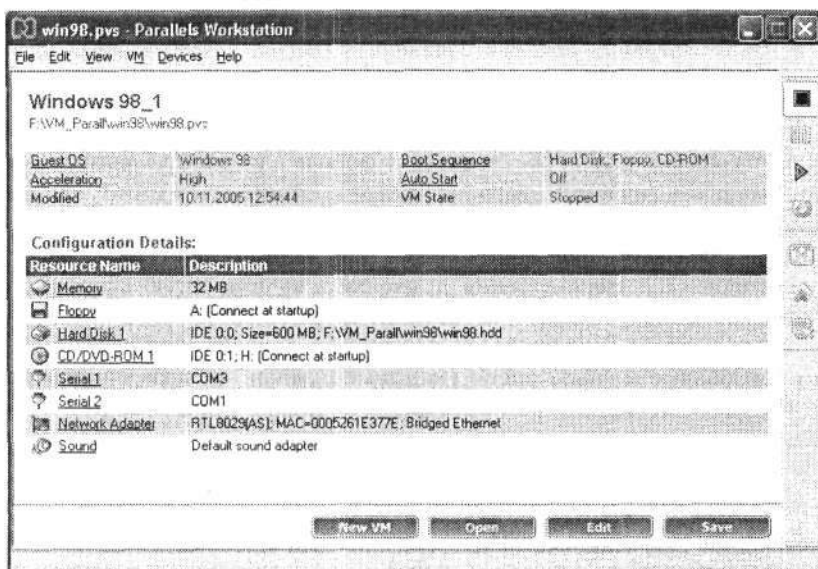 win98.pvs - Parallels Workstation
File Edit View VM Devices Help
Windows 98_1
F:\VM_Parall\win98\win98.pvs
Guest OS Windows 98 Boot Sequence Hard Disk, Floppy, CD-ROM
Acceleration High Auto Start Off
Modified 10.11.2005 12:54:44 VM State Stopped
Configuration Details:
Resource Name Description
Memory 32 MB
Floppy A: (Connect at startup)
Hard Disk 1 IDE 0:0; Size=600 MB; F:\VM_Parall\win98\win98.hdd
CD/DVD-ROM 1 IDE 0:1; H: (Connect at startup)
Serial 1 COM3
Serial 2 COM1
Network Adapter RTL8029(AS); MAC=0005261E377E; Bridged Ethernet
Sound Default sound adapter
New VM Open Edit Save